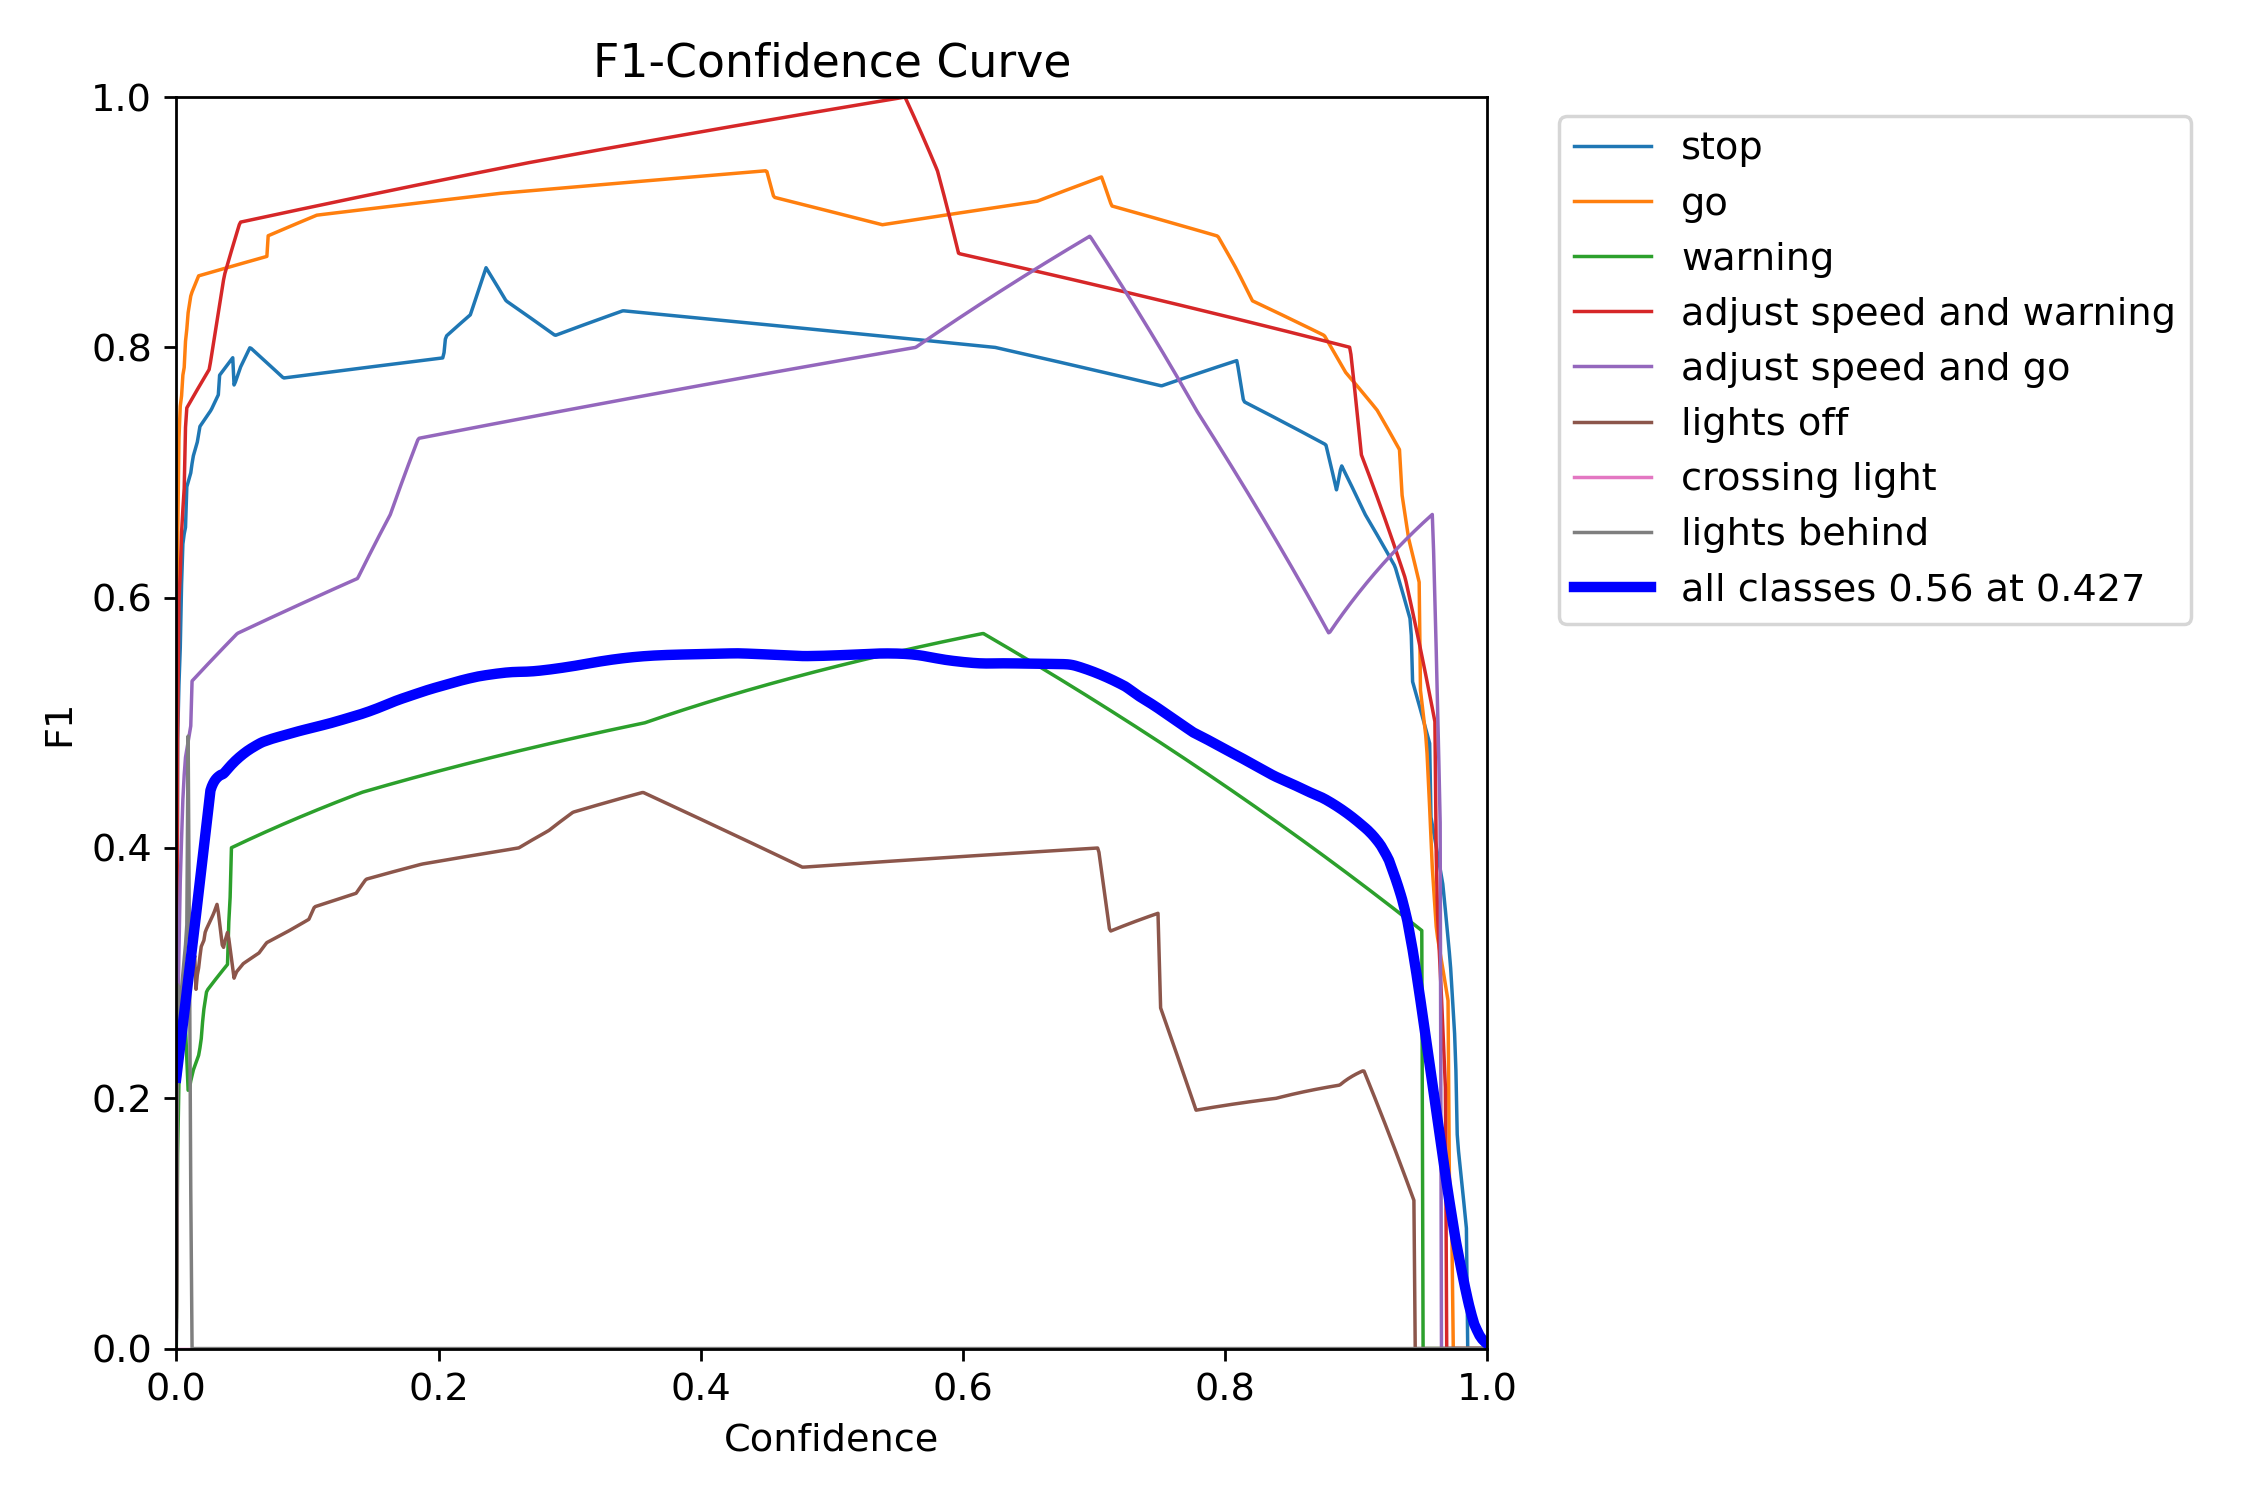 F1-Confidence Curve
1.0
0.8
0.6
0.4
0.2
0.0
F1
0.0 0.2 0.4 0.6 0.8 1.0
Confidence
stop
go
warning
adjust speed and warning
adjust speed and go
lights off
crossing light
lights behind
all classes 0.56 at 0.427